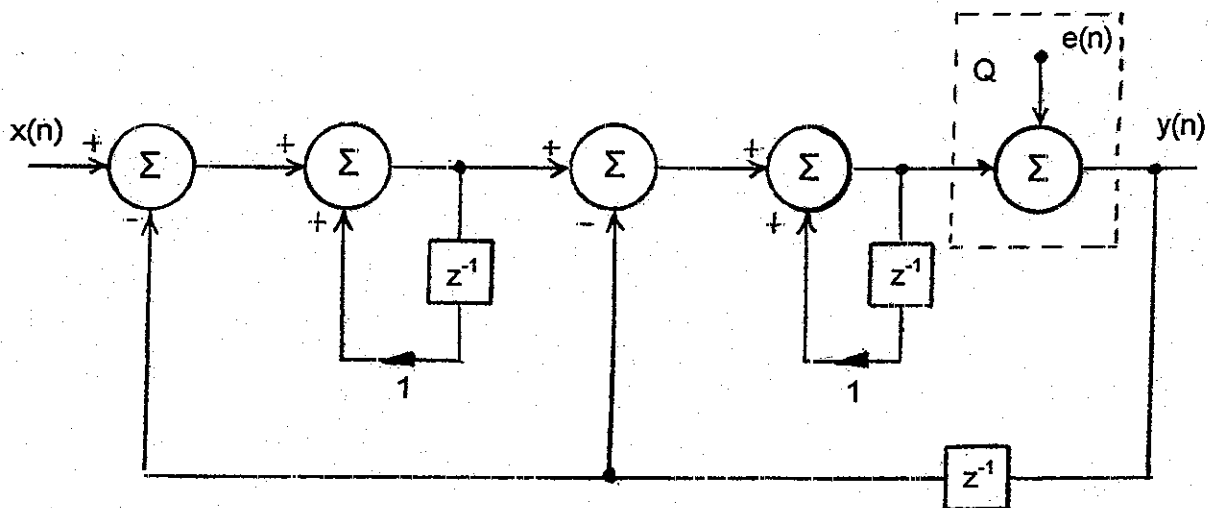 e(n)
Q
x(n)
y(n)
+ Σ + Σ + Σ + Σ Σ
- + - +
z⁻¹ z⁻¹
1 1
z⁻¹